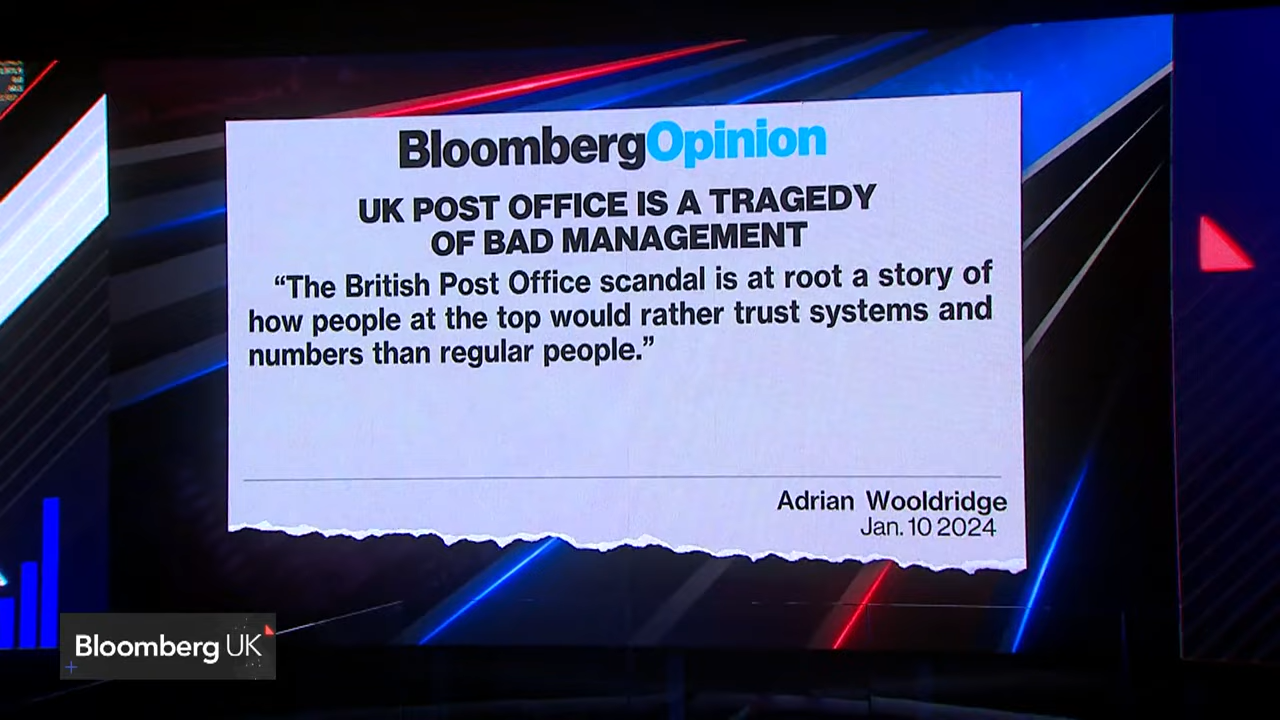 BloombergOpinion
UK POST OFFICE IS A TRAGEDY
OF BAD MANAGEMENT
“The British Post Office scandal is at root a story of
how people at the top would rather trust systems and
numbers than regular people.”
Adrian Wooldridge
Jan. 10 2024
Bloomberg UK